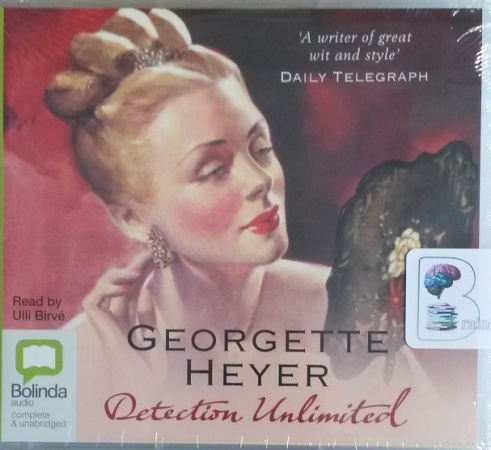 'A writer of great
wit and style'
DAILY TELEGRAPH
Read by
Ulli Birvé
GEORGETTE
HEYER
Detection Unlimited
Bolinda
audio
complete
& unabridged